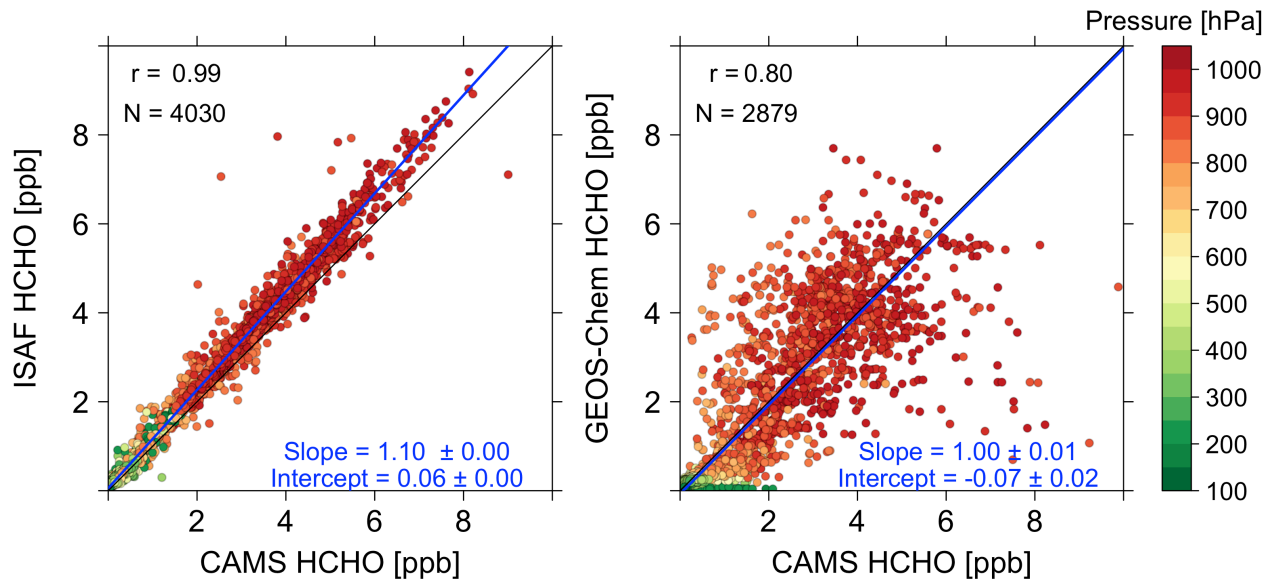 Pressure [hPa]
r = 0.99
N = 4030
ISAF HCHO [ppb]
8
6
4
2
Slope = 1.10 ± 0.00
Intercept = 0.06 ± 0.00
2 4 6 8
CAMS HCHO [ppb]
r = 0.80
N = 2879
GEOS-Chem HCHO [ppb]
8
6
4
2
Slope = 1.00 ± 0.01
Intercept = -0.07 ± 0.02
2 4 6 8
CAMS HCHO [ppb]
1000
900
800
700
600
500
400
300
200
100